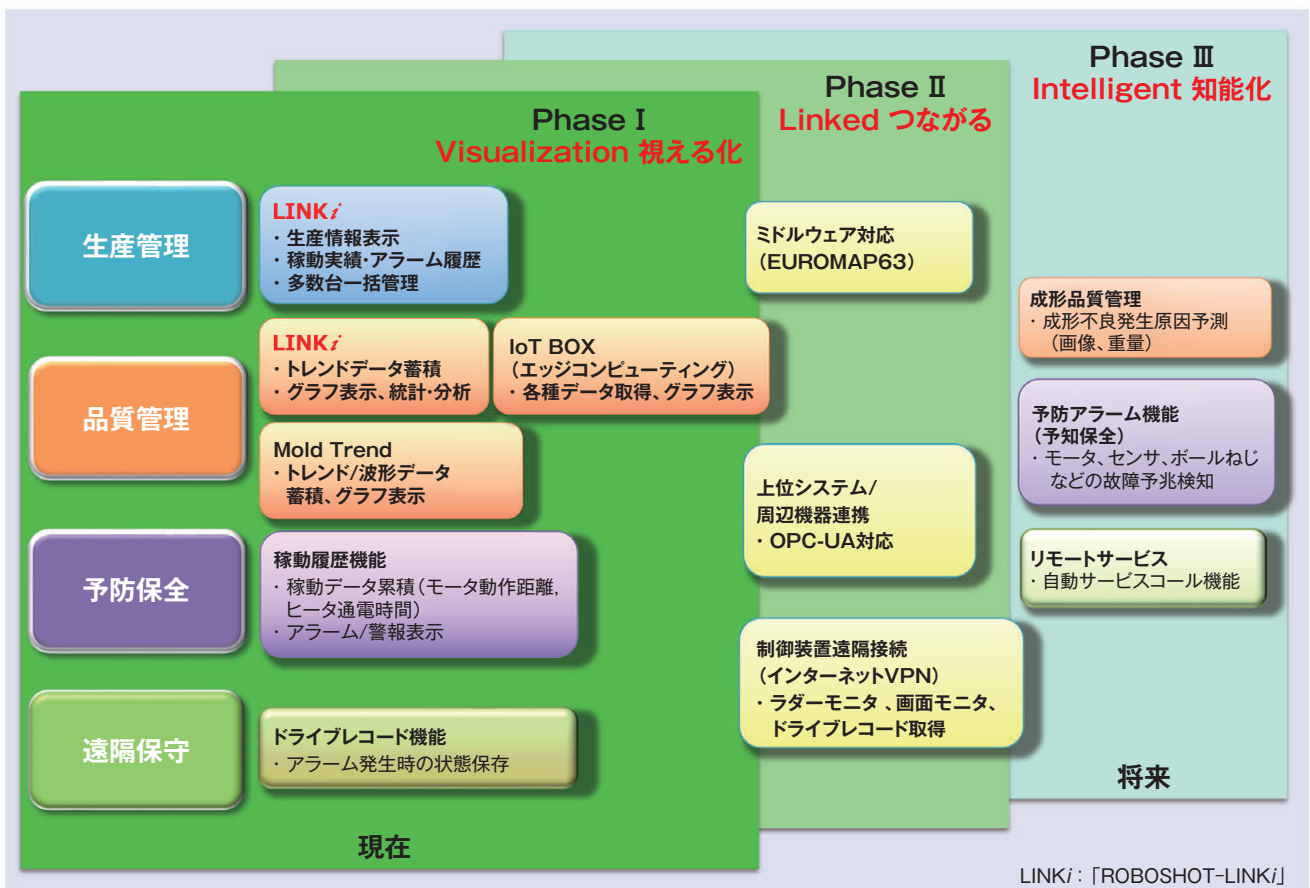 Phase Ⅲ
Intelligent 知能化
Phase Ⅱ
Linked つながる
Phase Ⅰ
Visualization 視える化
生産管理
LINKi
・生産情報表示
・稼動実績・アラーム履歴
・多数台一括管理
ミドルウェア対応
(EUROMAP63)
品質管理
LINKi
・トレンドデータ蓄積
・グラフ表示、統計・分析
IoT BOX
(エッジコンピューティング)
・各種データ取得、グラフ表示
Mold Trend
・トレンド/波形データ
蓄積、グラフ表示
成形品質管理
・成形不良発生原因予測
(画像、重量)
予防アラーム機能
(予知保全)
・モータ、センサ、ボールねじ
などの故障予兆検知
上位システム/
周辺機器連携
・OPC-UA対応
予防保全
稼動履歴機能
・稼動データ累積(モータ動作距離,
ヒータ通電時間)
・アラーム/警報表示
リモートサービス
・自動サービスコール機能
制御装置遠隔接続
(インターネットVPN)
・ラダーモニタ、画面モニタ、
ドライブレコード取得
遠隔保守
ドライブレコード機能
・アラーム発生時の状態保存
将来
現在
LINKi:「ROBOSHOT-LINKi」